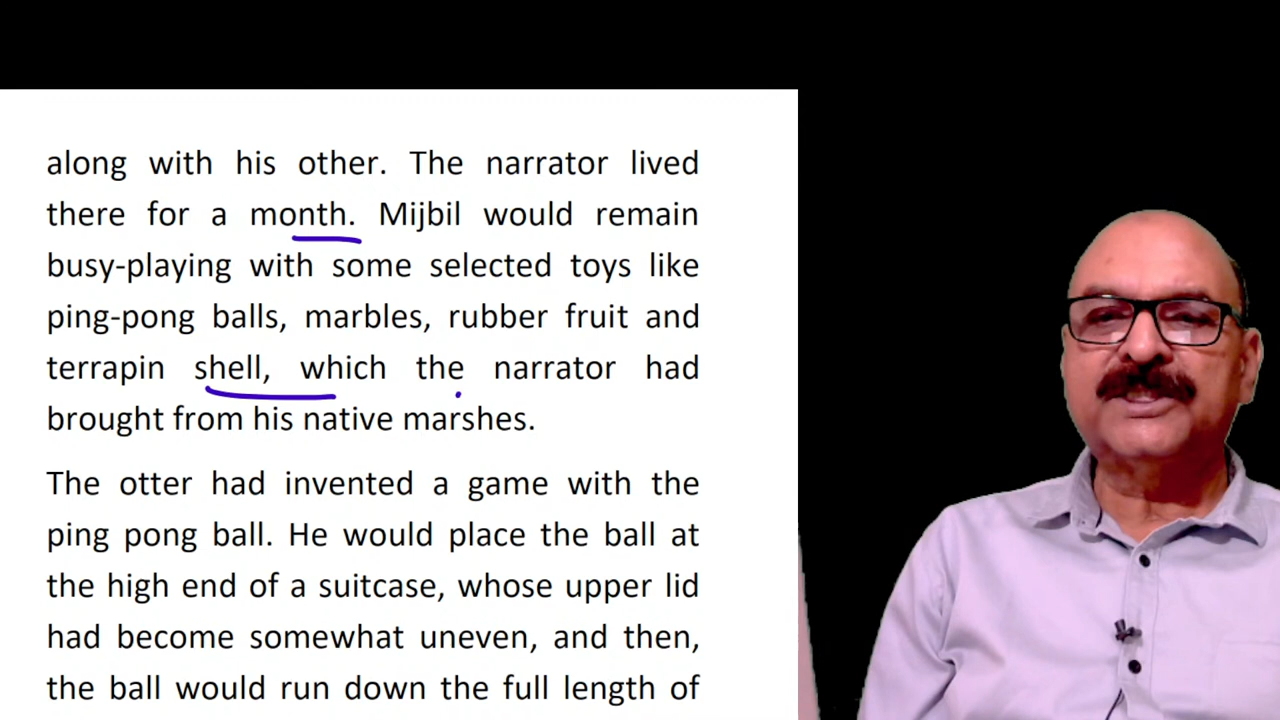 along with his other. The narrator lived
there for a month. Mijbil would remain
busy-playing with some selected toys like
ping-pong balls, marbles, rubber fruit and
terrapin shell, which the narrator had
brought from his native marshes.
The otter had invented a game with the
ping pong ball. He would place the ball at
the high end of a suitcase, whose upper lid
had become somewhat uneven, and then,
the ball would run down the full length of